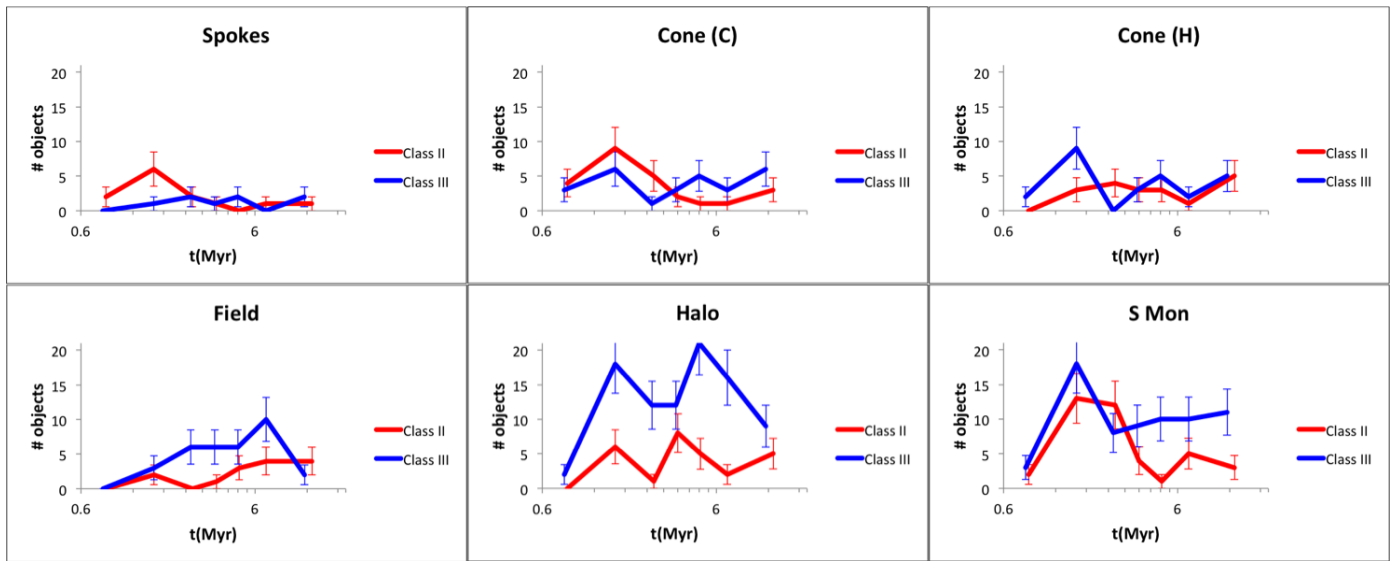 Spokes
# objects
20
15
10
5
0
0.6
6
t(Myr)
Class II
Class III
Cone (C)
# objects
20
15
10
5
0
0.6
6
t(Myr)
Class II
Class III
Cone (H)
# objects
20
15
10
5
0
0.6
6
t(Myr)
Class II
Class III
Field
# objects
20
15
10
5
0
0.6
6
t(Myr)
Class II
Class III
Halo
# objects
20
15
10
5
0
0.6
6
t(Myr)
Class II
Class III
S Mon
# objects
20
15
10
5
0
0.6
6
t(Myr)
Class II
Class III